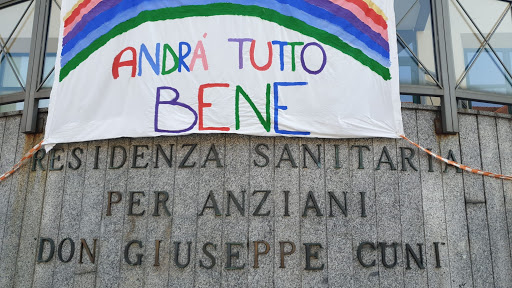 ANDRÁ TUTTO
BENE
RESIDENZA SANITARIA
PER ANZIANI
DON GIUSEPPE CUNI